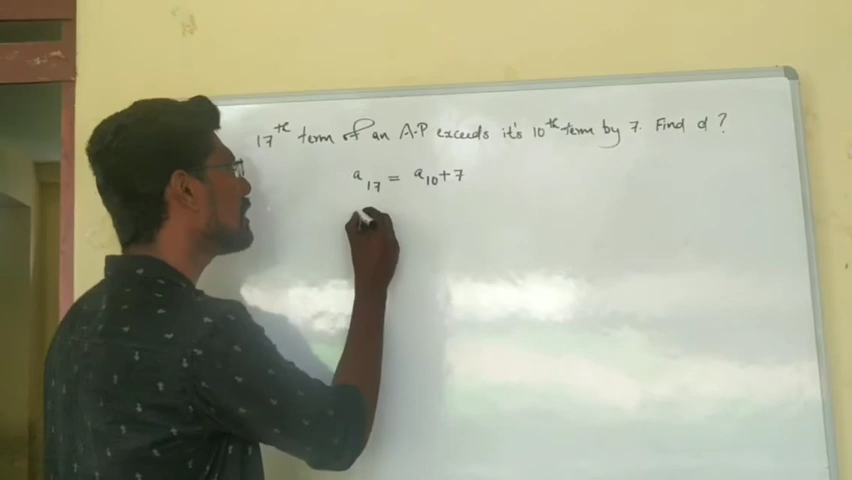 17th term of an A.P exceeds it's 10th term by 7. Find d?
a17 = a10+7